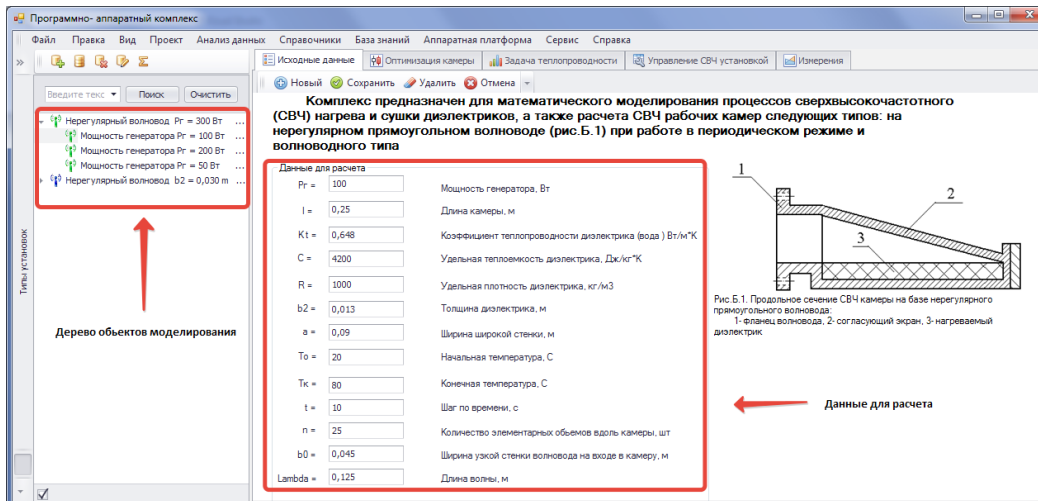 Программно- аппаратный комплекс
Файл Правка Вид Проект Анализ данных Справочники База знаний Аппаратная платформа Сервис Справка
Исходные данные Оптимизация камеры Задача теплопроводности Управление СВЧ установкой Измерения
Новый Сохранить Удалить Отмена
Введите текс Поиск Очистить
Нерегулярный волновод Рг = 300 Вт ...
Мощность генератора Рг = 100 Вт ...
Мощность генератора Рг = 200 Вт ...
Мощность генератора Рг = 50 Вт ...
Нерегулярный волновод b2 = 0,030 m ...
Типы установок
Дерево обьектов моделирования
Комплекс предназначен для математического моделирования процессов сверхвысокочастотного
(СВЧ) нагрева и сушки диэлектриков, а также расчета СВЧ рабочих камер следующих типов: на
нерегулярном прямоугольном волноводе (рис.Б.1) при работе в периодическом режиме и
волноводного типа
Данные для расчета
Рг = 100 Мощность генератора, Вт
l = 0,25 Длина камеры, м
Kt = 0,648 Коэффициент теплопроводности диэлектрика (вода ) Вт/м*К
C = 4200 Удельная теплоемкость диэлектрика, Дж/кг*К
R = 1000 Удельная плотность диэлектрика, кг/м3
b2 = 0,013 Толщина диэлектрика, м
a = 0,09 Ширина широкой стенки, м
To = 20 Начальная температура, С
Тк = 80 Конечная температура, С
t = 10 Шаг по времени, с
n = 25 Количество элементарных обьемов вдоль камеры, шт
b0 = 0,045 Ширина узкой стенки волновода на входе в камеру, м
Lambda = 0,125 Длина волны, м
1
2
3
Рис.Б.1. Продольное сечение СВЧ камеры на базе нерегулярного
прямоугольного волновода:
1- фланец волновода, 2- согласующий экран, 3- нагреваемый
диэлектрик
Данные для расчета